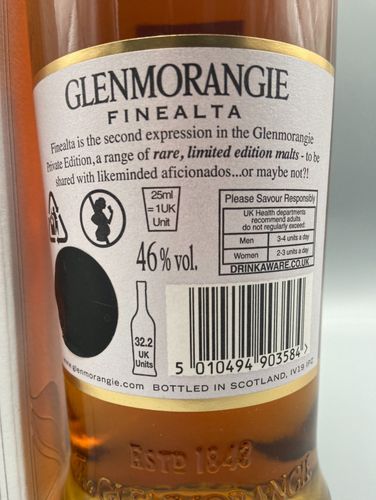 GLENMORANGIE
FINEALTA
Finealta is the second expression in the Glenmorangie
Private Edition, a range of rare, limited edition malts - to be
shared with likeminded aficionados...or maybe not?!
25ml
=1UK
Unit
Please Savour Responsibly
UK Health departments
recommend adults
do not regularly exceed:
Men 3-4 units a day
Women 2-3 units a day
DRINKAWARE.CO.UK
46% vol.
32.2
UK
Units
5 010494 903584 >
www.glenmorangie.com
BOTTLED IN SCOTLAND, IV19 1PZ
ESTD 1843
GLENMORANGIE